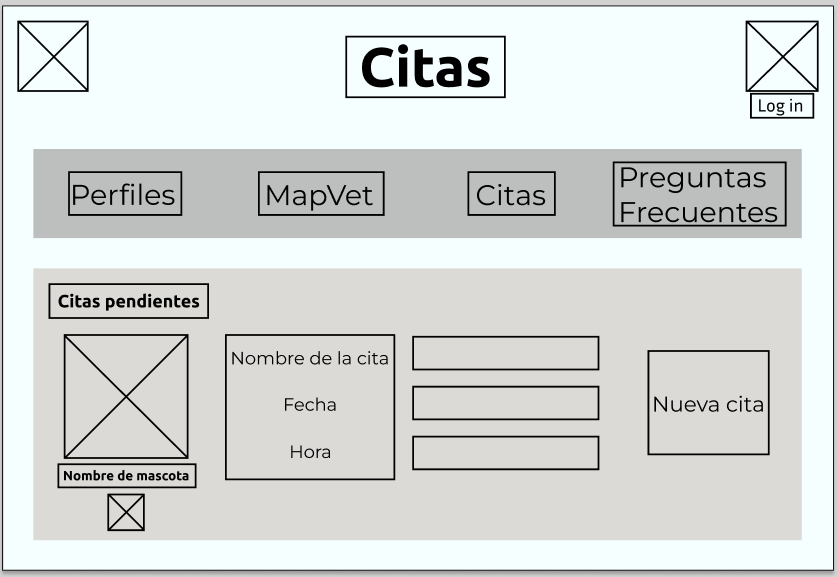 Citas
Log in
Perfiles
MapVet
Citas
Preguntas
Frecuentes
Citas pendientes
Nombre de la cita
Fecha
Hora
Nueva cita
Nombre de mascota